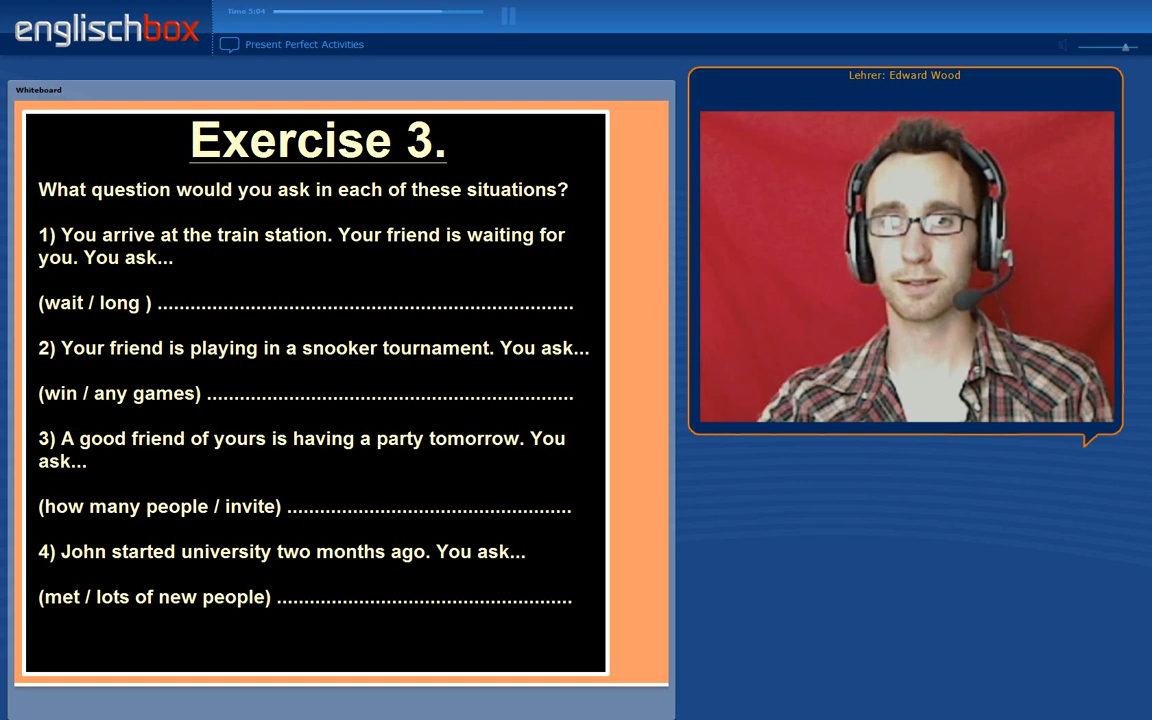 englischbox
Time 5:04
Present Perfect Activities
Whiteboard
Lehrer: Edward Wood
Exercise 3.
What question would you ask in each of these situations?
1) You arrive at the train station. Your friend is waiting for
you. You ask...
(wait / long ) .............................................................................
2) Your friend is playing in a snooker tournament. You ask...
(win / any games) ....................................................................
3) A good friend of yours is having a party tomorrow. You
ask...
(how many people / invite) .....................................................
4) John started university two months ago. You ask...
(met / lots of new people) .......................................................